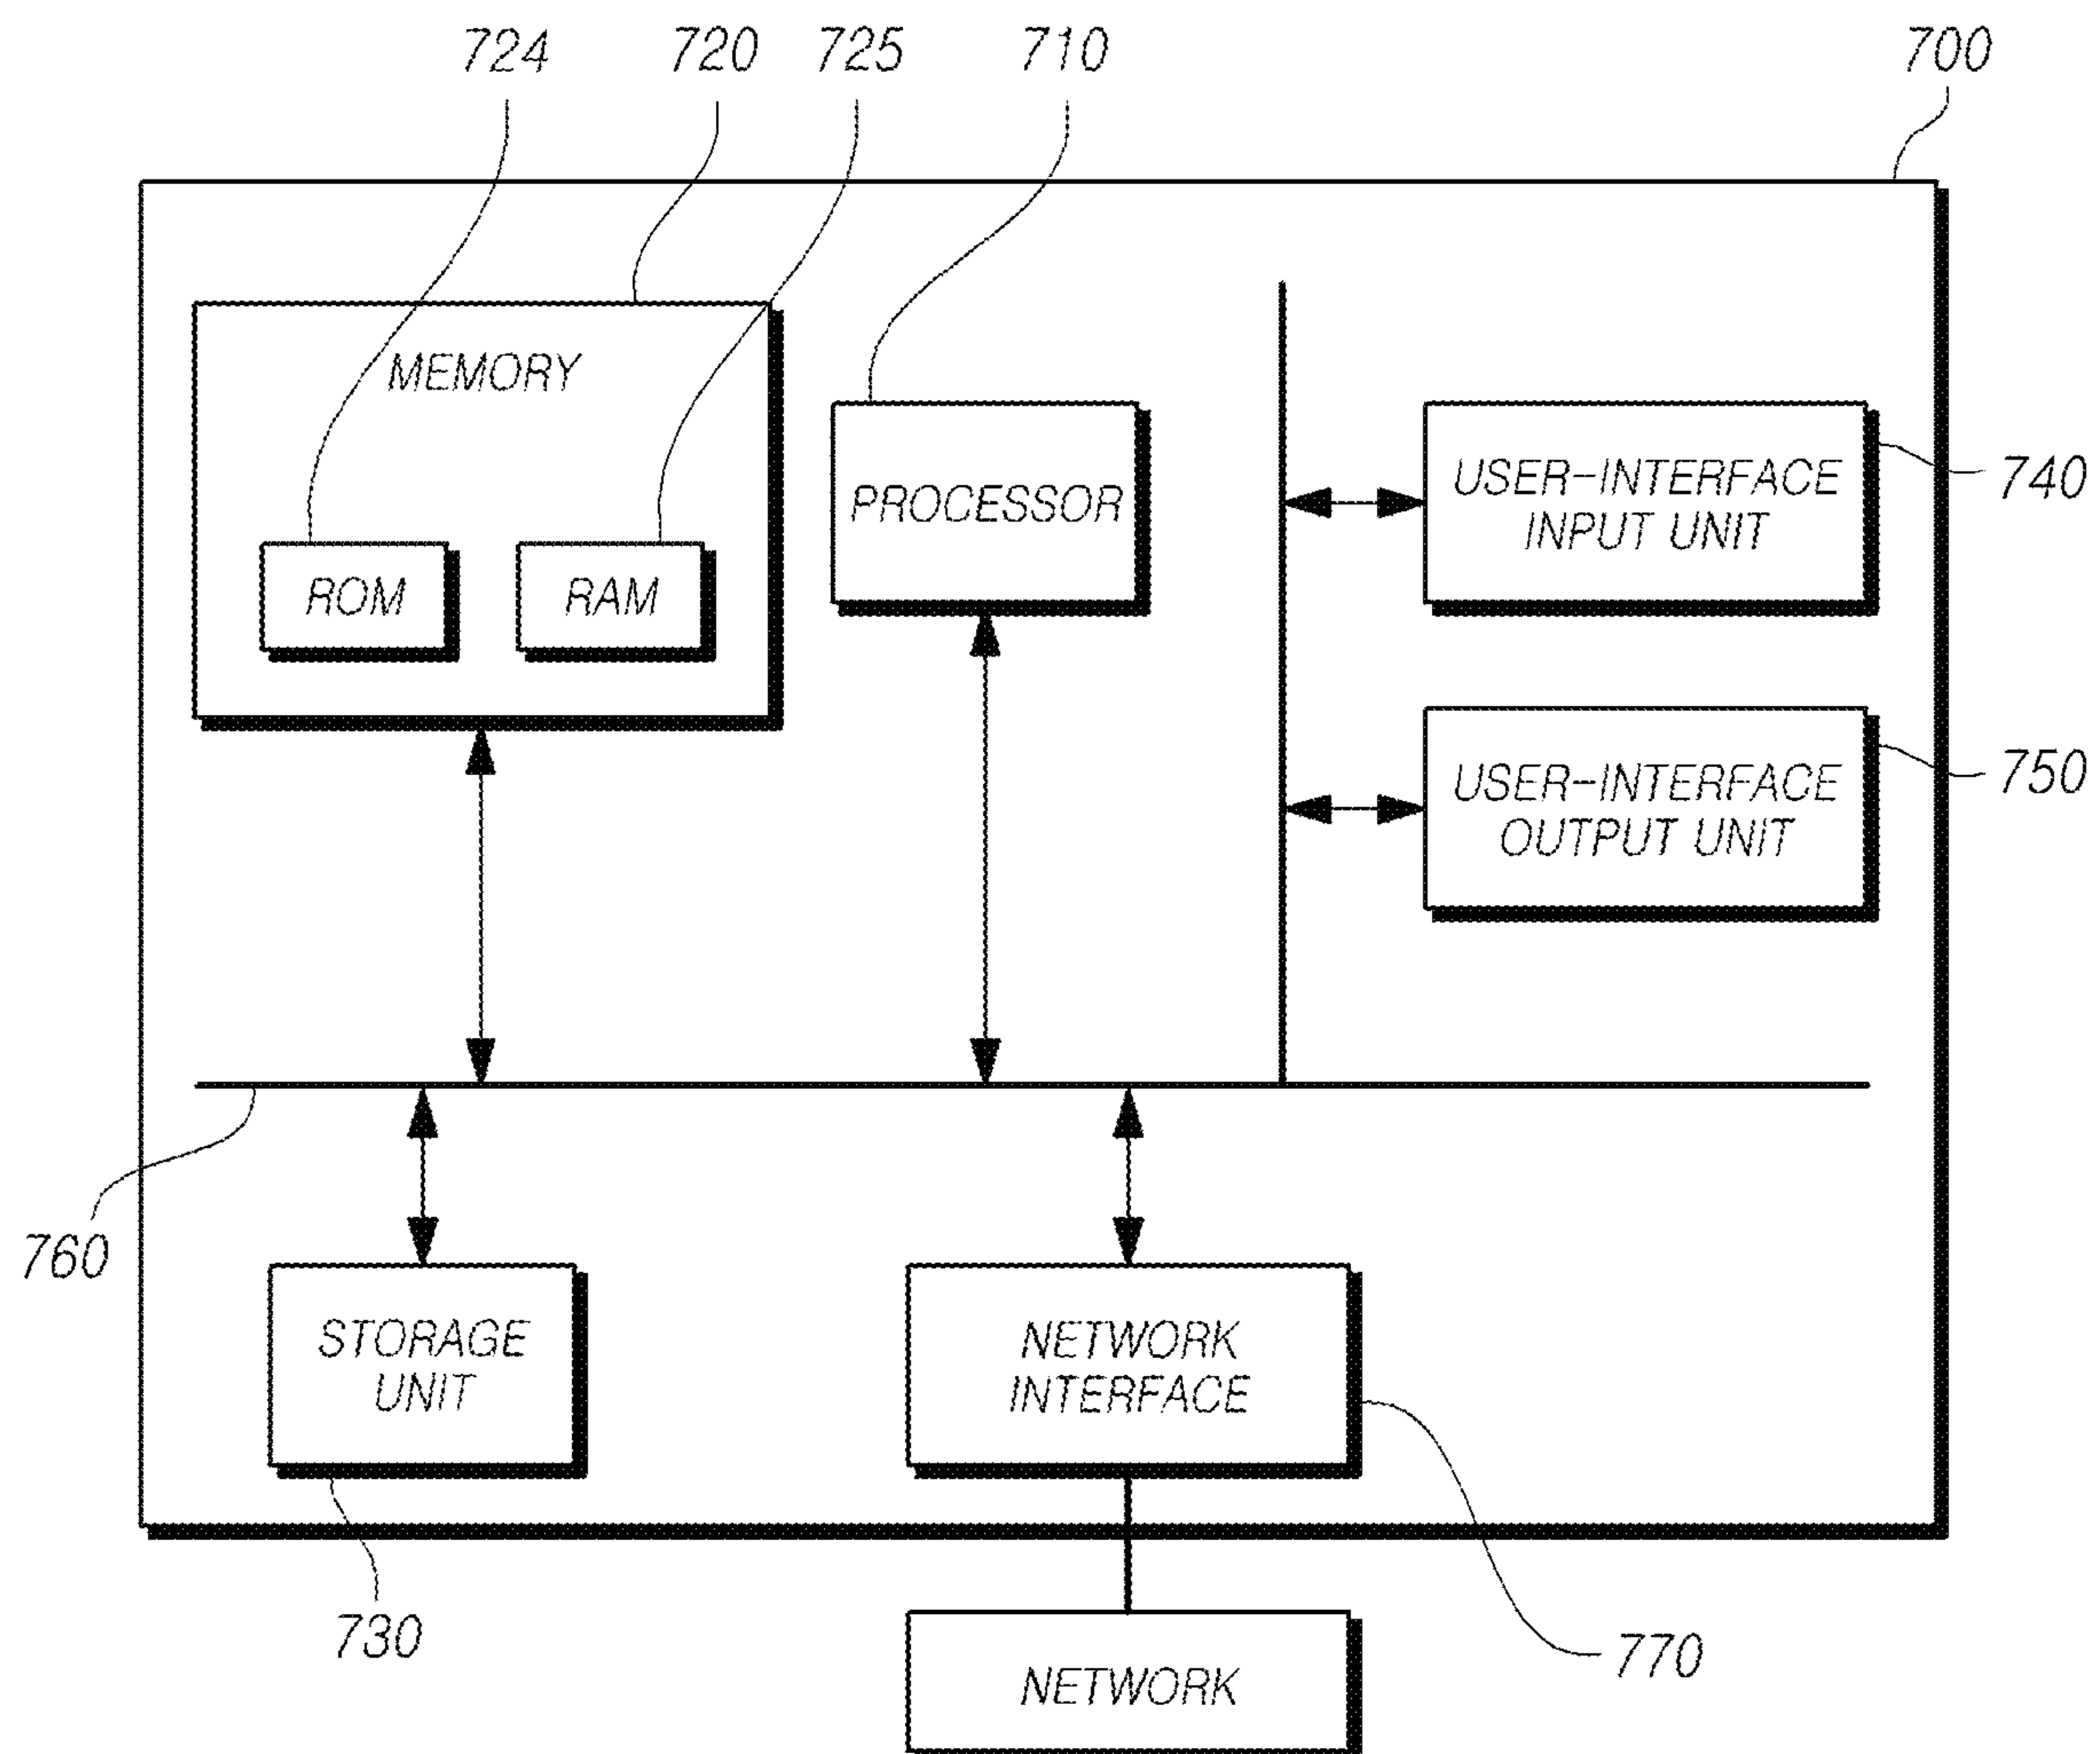 724
720
725
710
700
MEMORY
ROM
RAM
PROCESSOR
USER-INTERFACE
INPUT UNIT
740
USER-INTERFACE
OUTPUT UNIT
750
760
STORAGE
UNIT
NETWORK
INTERFACE
730
770
NETWORK